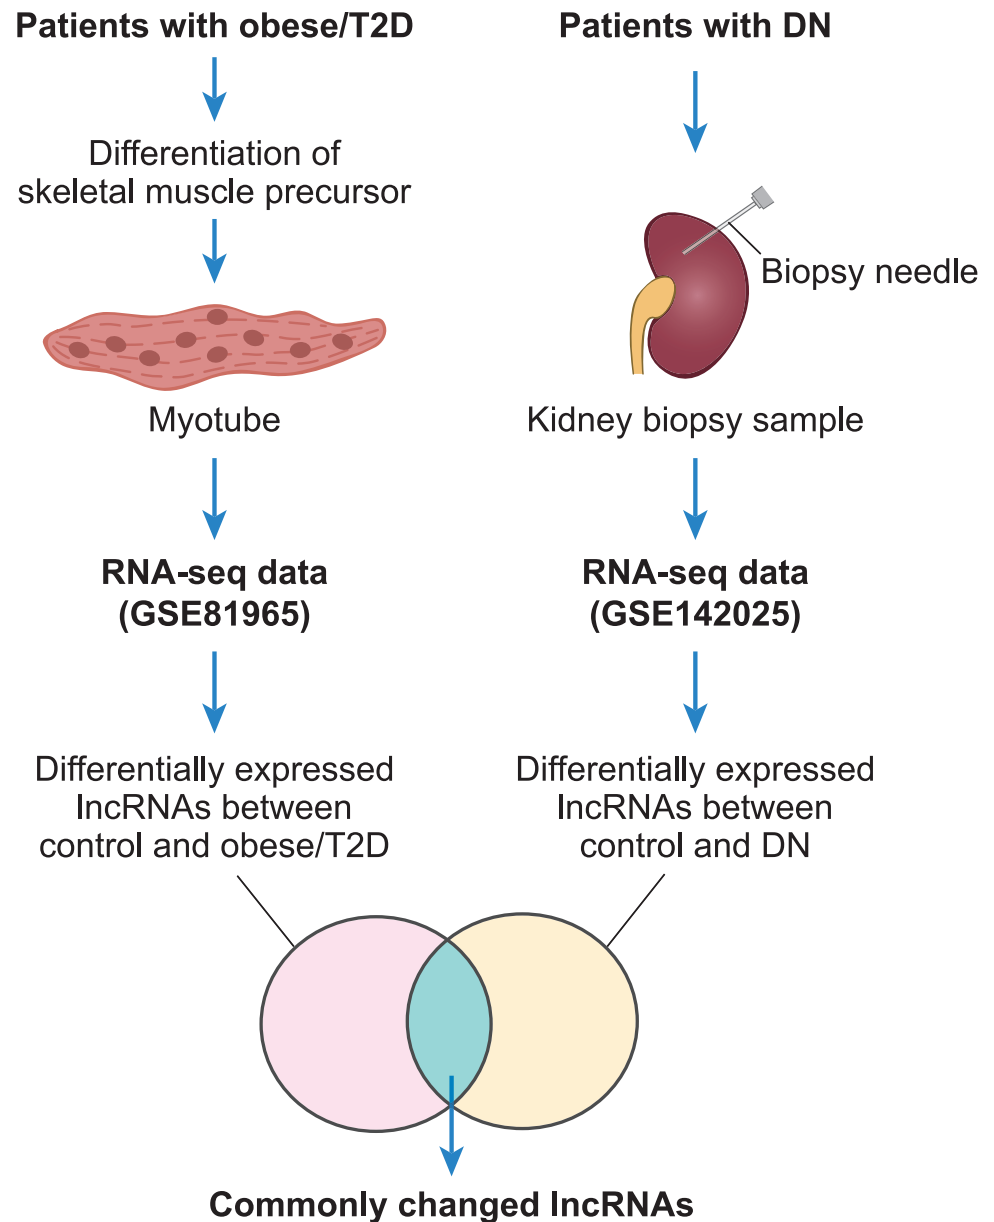 Patients with obese/T2D
Differentiation of
skeletal muscle precursor
Myotube
RNA-seq data
(GSE81965)
Differentially expressed
lncRNAs between
control and obese/T2D
Patients with DN
Biopsy needle
Kidney biopsy sample
RNA-seq data
(GSE142025)
Differentially expressed
lncRNAs between
control and DN
Commonly changed lncRNAs